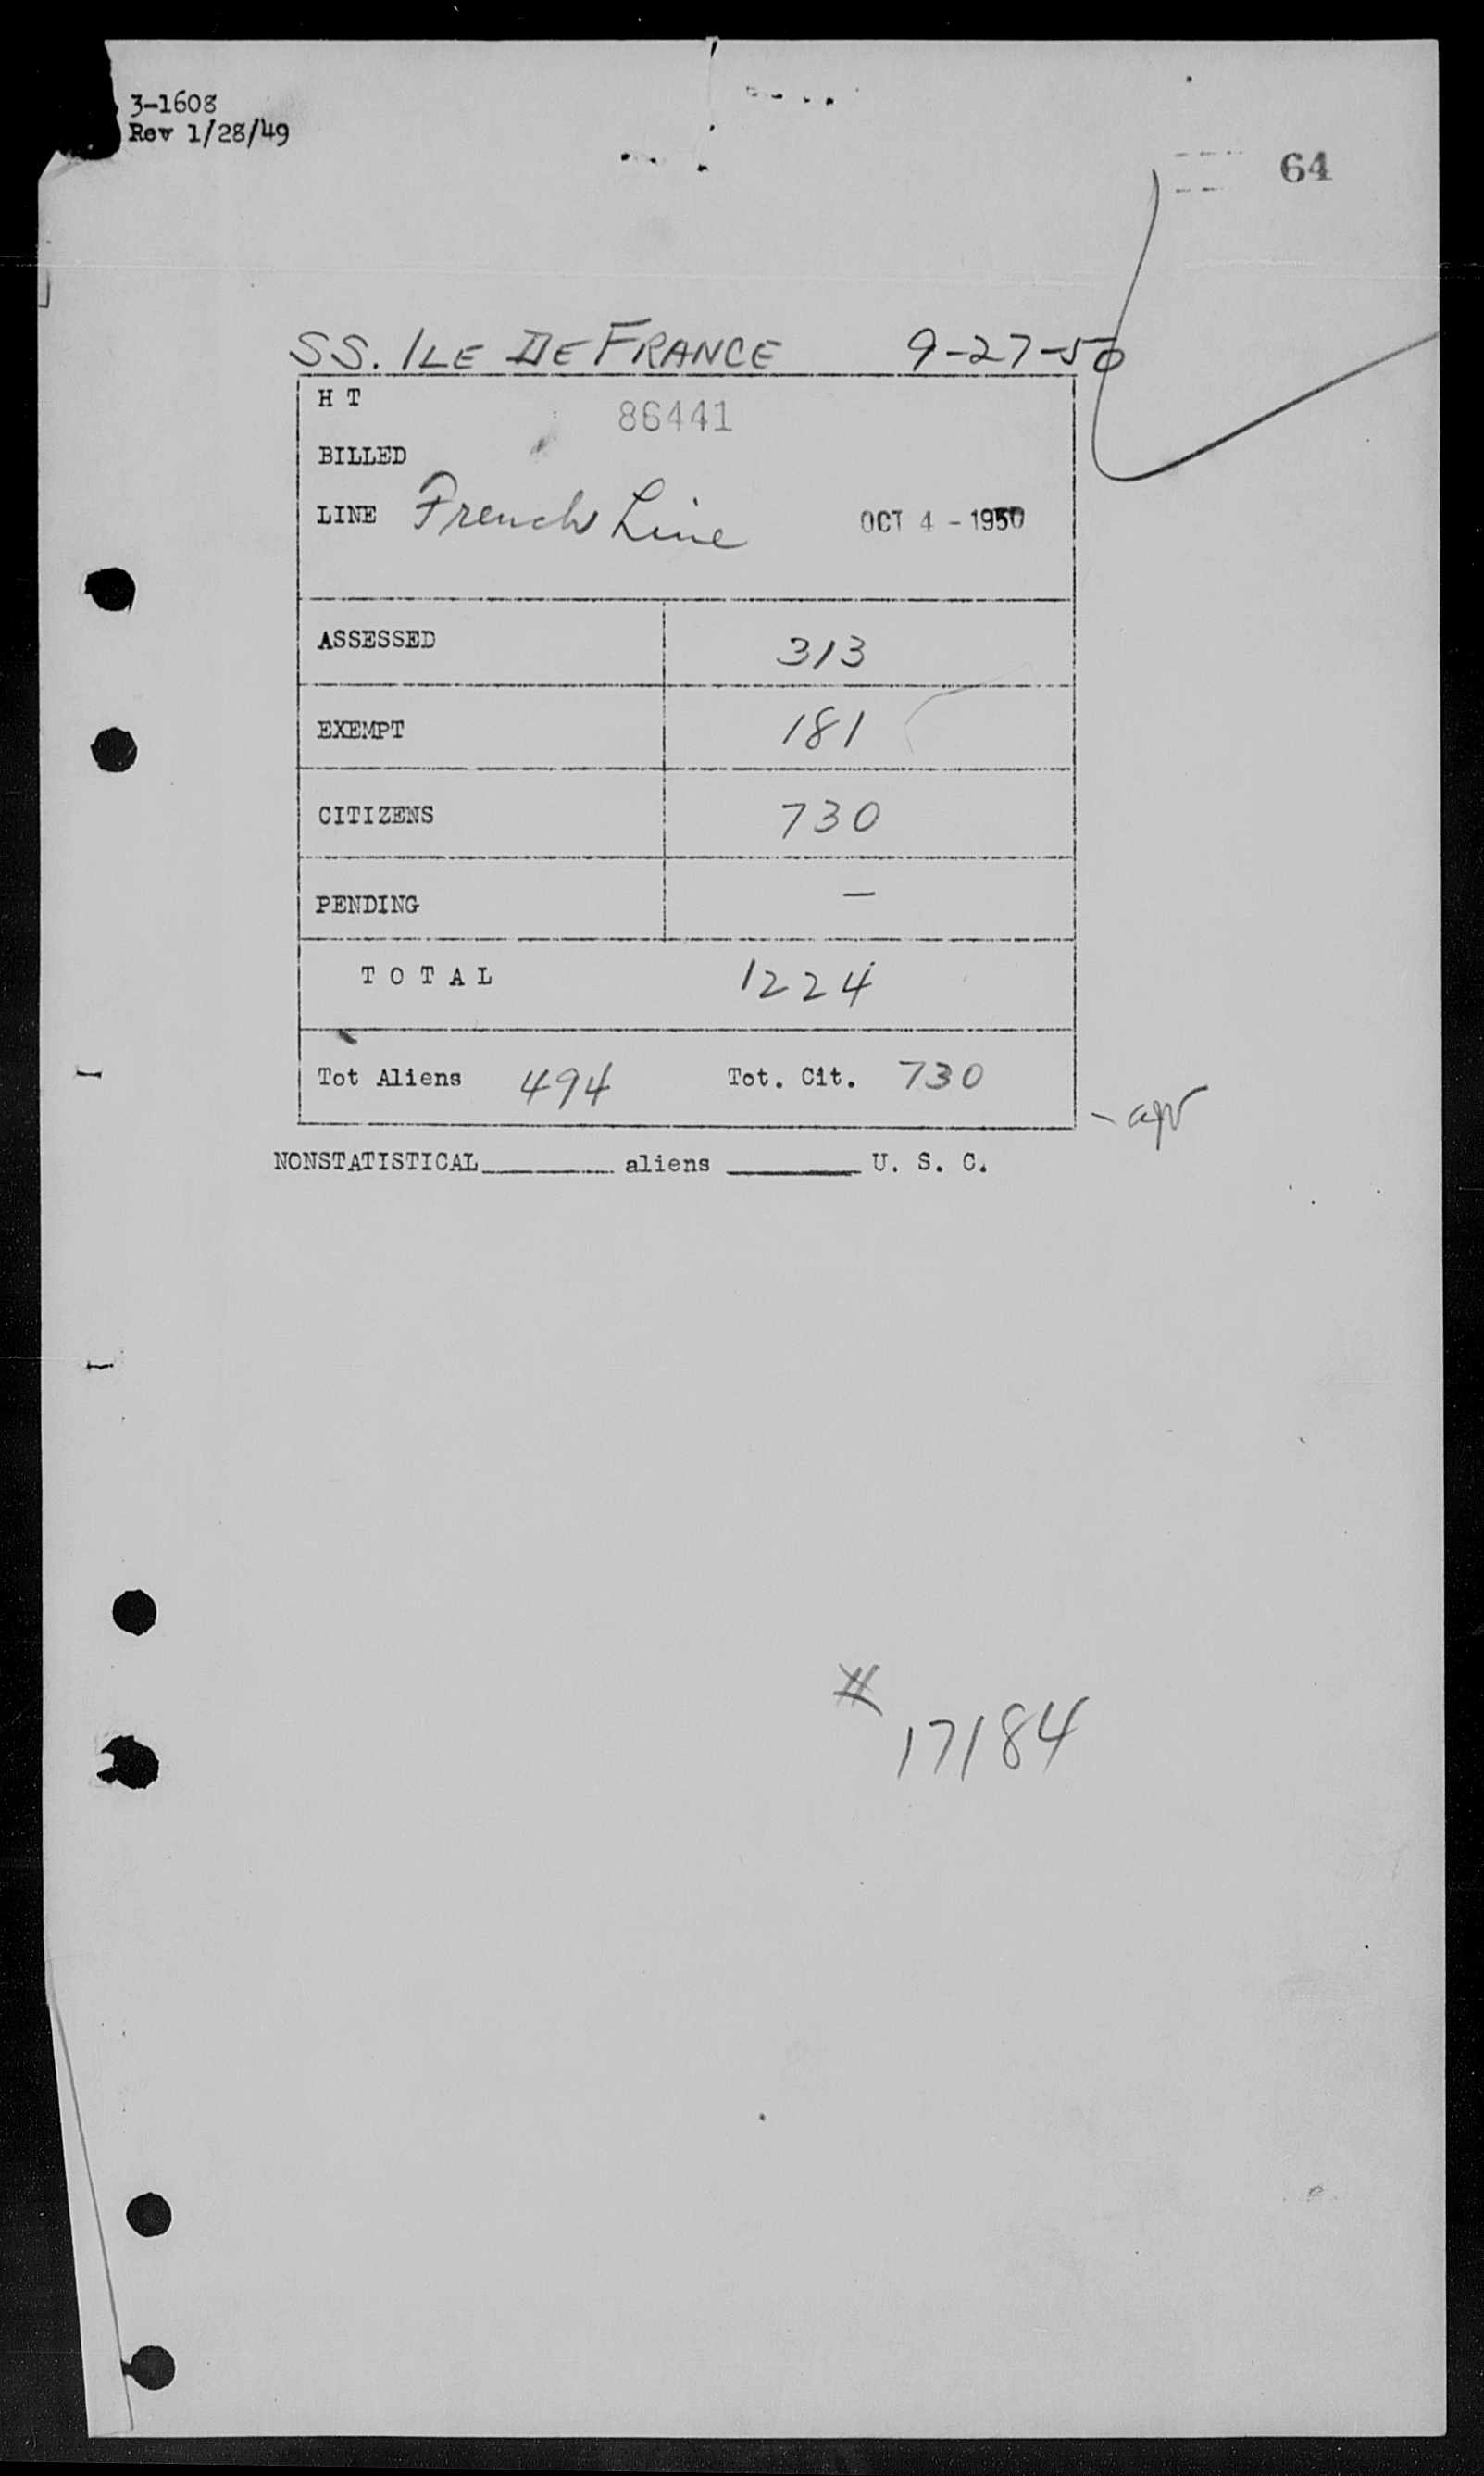 3-1608
Rev 1/28/49
64
SS. ILE DE FRANCE 9-27-50
H T
86441
BILLED
LINE French Line OCT 4 - 1950
ASSESSED 313
EXEMPT 181
CITIZENS 730
PENDING —
T O T A L 1224
Tot Aliens 494 Tot. Cit. 730
NONSTATISTICAL________ aliens ________ U. S. C.
# 17184